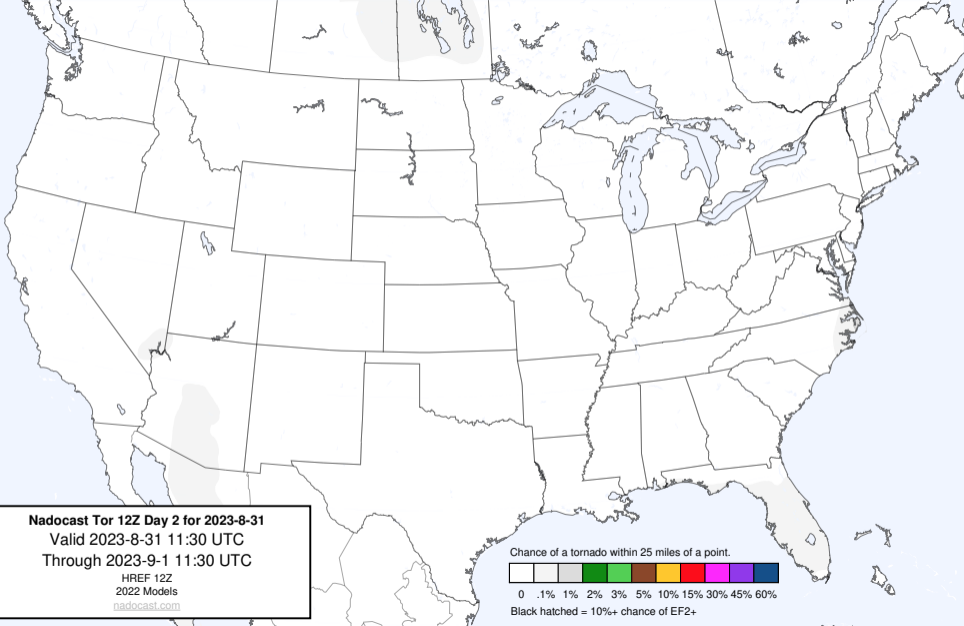 Nadocast Tor 12Z Day 2 for 2023-8-31
Valid 2023-8-31 11:30 UTC
Through 2023-9-1 11:30 UTC
HREF 12Z
2022 Models
nadocast.com
Chance of a tornado within 25 miles of a point.
0 .1% 1% 2% 3% 5% 10% 15% 30% 45% 60%
Black hatched = 10%+ chance of EF2+